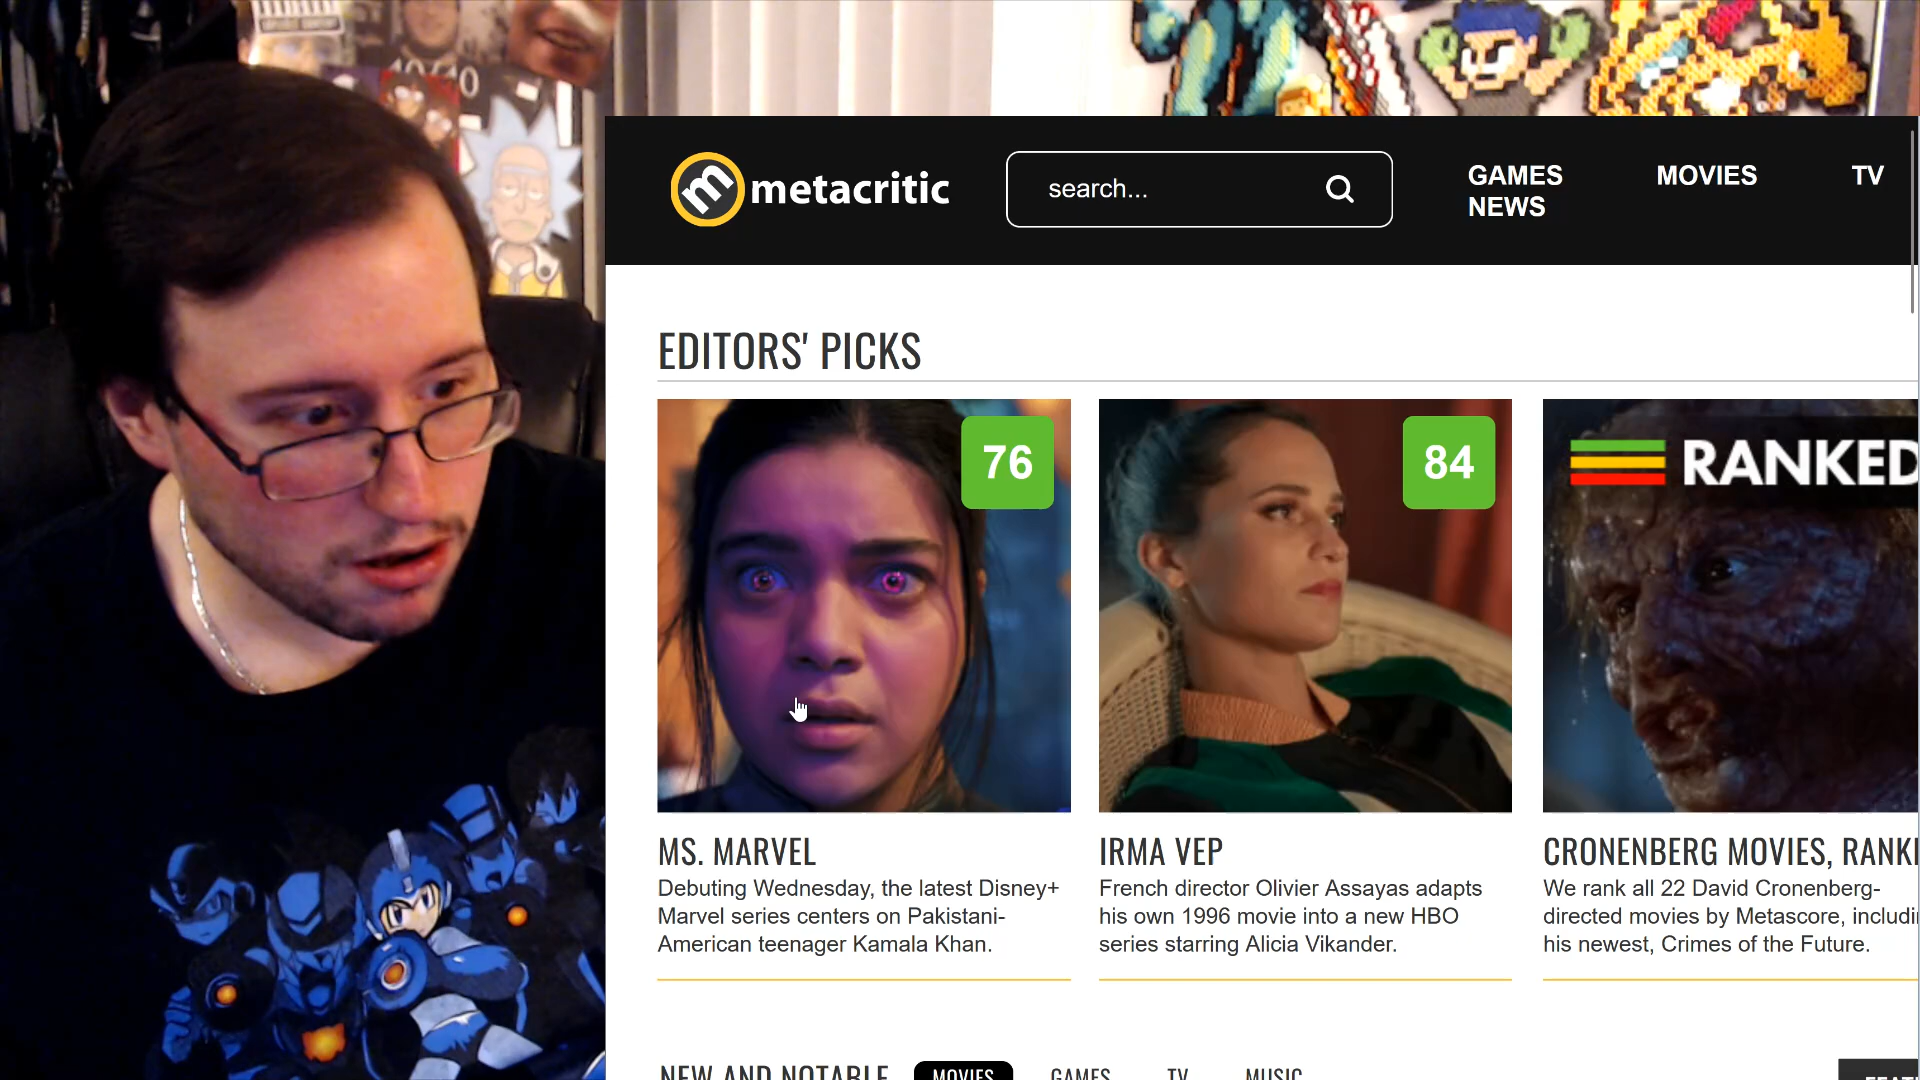 40/40
metacritic
search...
GAMES
MOVIES
TV
NEWS
EDITORS' PICKS
76
84
RANKED
MS. MARVEL
Debuting Wednesday, the latest Disney+
Marvel series centers on Pakistani-
American teenager Kamala Khan.
IRMA VEP
French director Olivier Assayas adapts
his own 1996 movie into a new HBO
series starring Alicia Vikander.
CRONENBERG MOVIES, RANK
We rank all 22 David Cronenberg-
directed movies by Metascore, includi
his newest, Crimes of the Future.
NEW AND NOTABLE
MOVIES
GAMES
TV
MUSIC